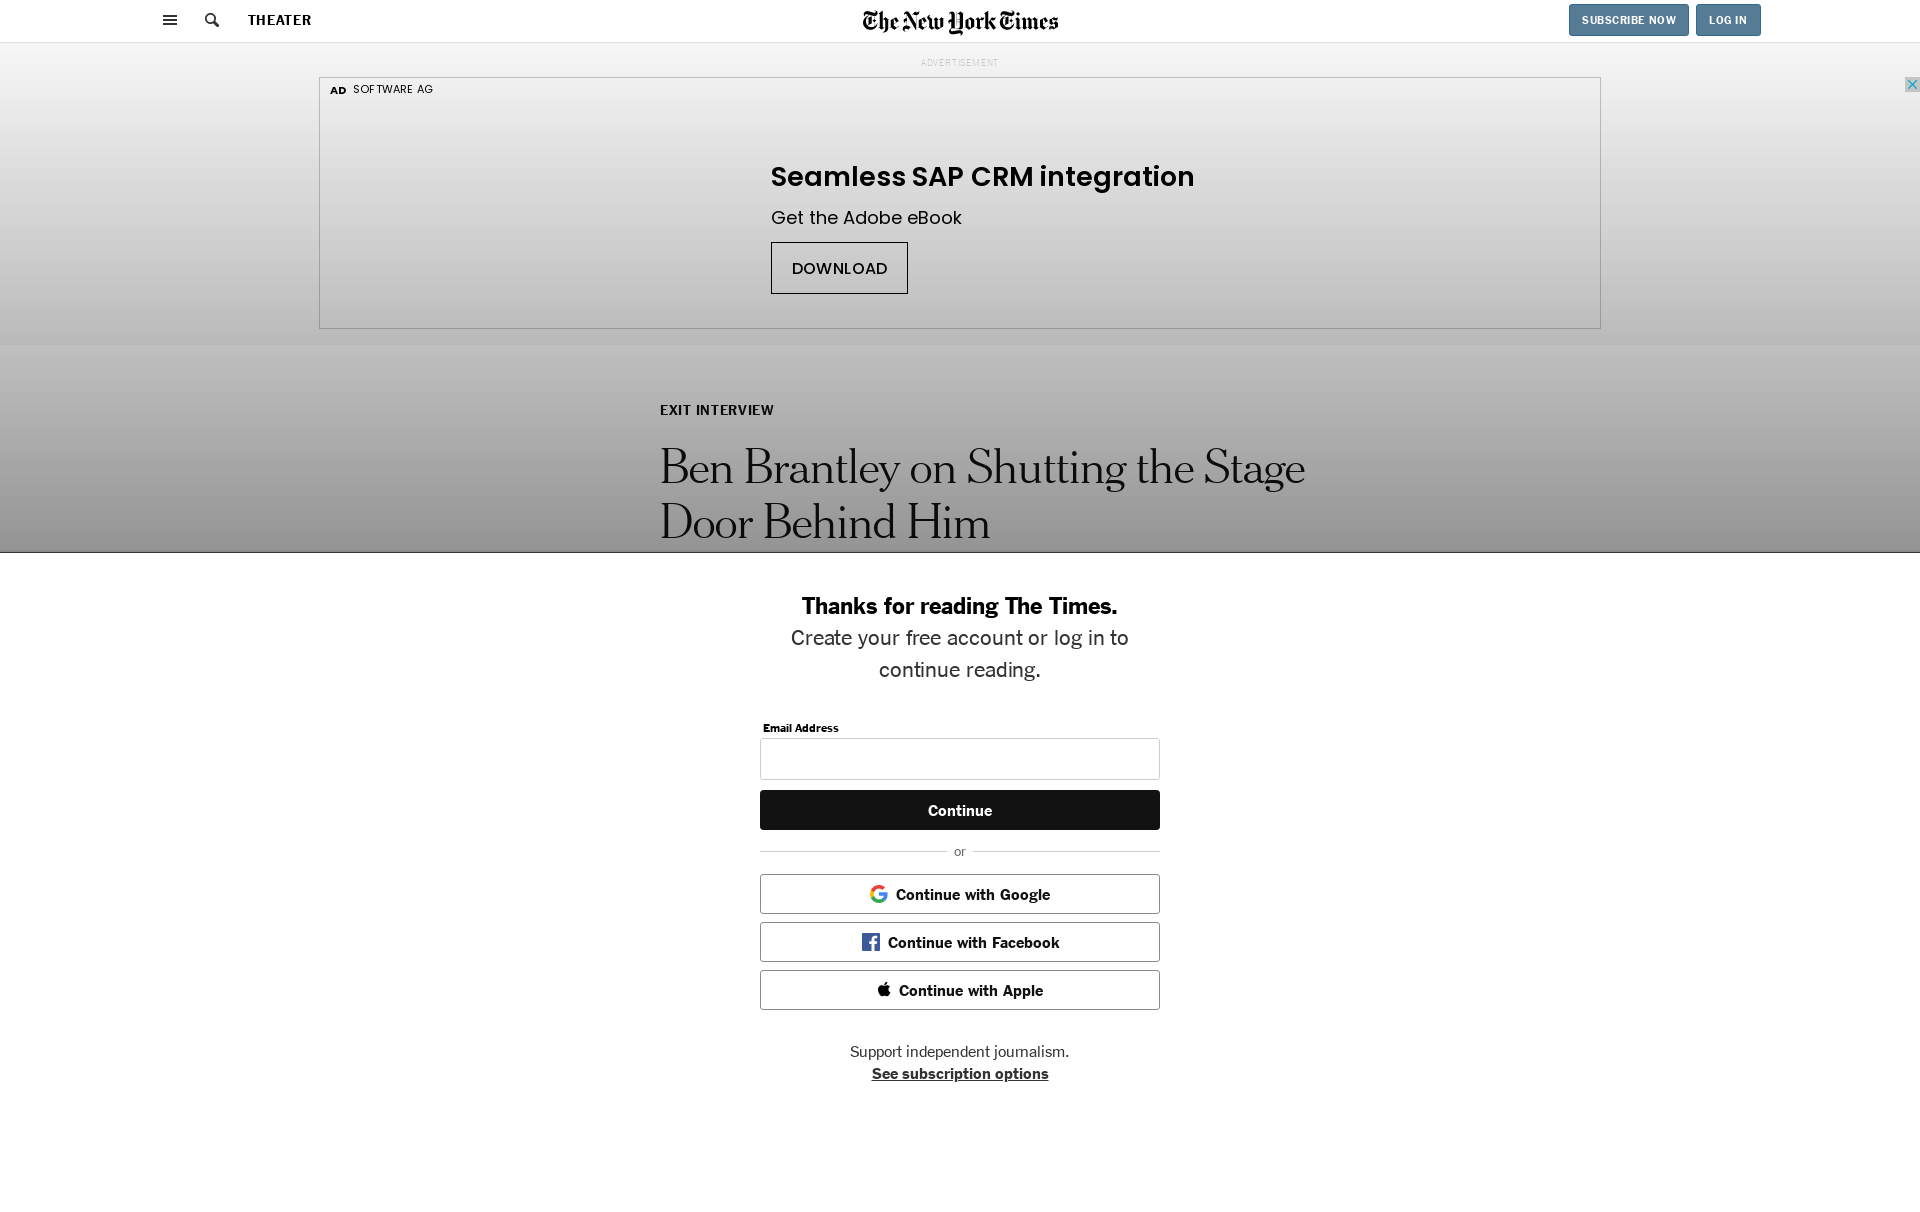 THEATER
The New York Times
SUBSCRIBE NOW
LOG IN
ADVERTISEMENT
AD SOFTWARE AG
Seamless SAP CRM integration
Get the Adobe eBook
DOWNLOAD
EXIT INTERVIEW
Ben Brantley on Shutting the Stage
Door Behind Him
Thanks for reading The Times.
Create your free account or log in to
continue reading.
Email Address
Continue
or
Continue with Google
Continue with Facebook
Continue with Apple
Support independent journalism.
See subscription options